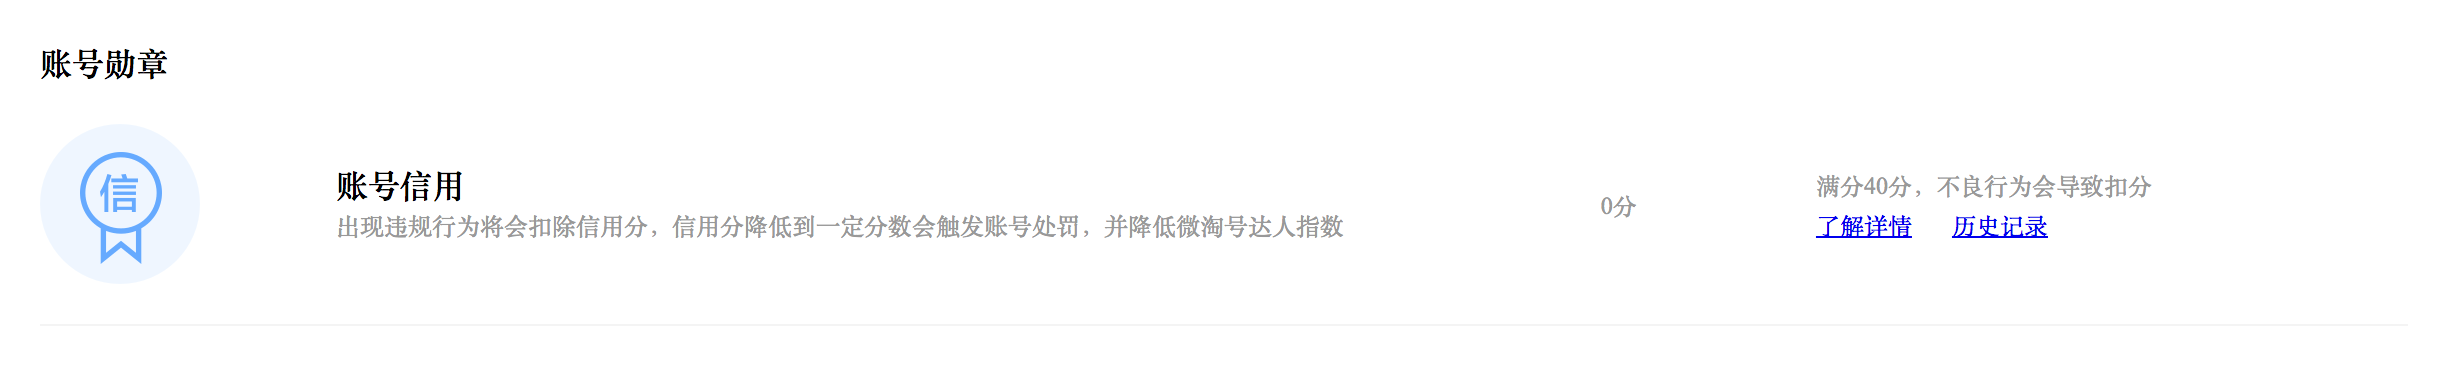 账号勋章
信
账号信用
出现违规行为将会扣除信用分，信用分降低到一定分数会触发账号处罚，并降低微淘号达人指数
0分
满分40分，不良行为会导致扣分
了解详情 历史记录